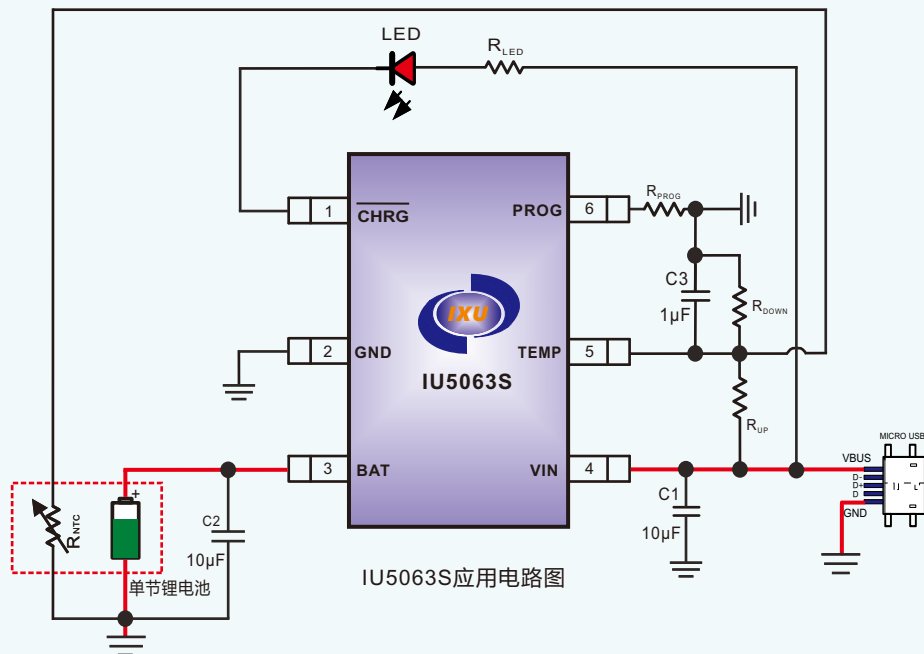 LED
RLED
1
CHRG
PROG
6
RPROG
IXU
C3
1μF
RDOWN
2
GND
TEMP
5
IU5063S
RUP
MICRO USB
3
BAT
VIN
4
VBUS
D-
D+
D
GND
C1
10μF
RNTC
+
C2
10μF
单节锂电池
IU5063S应用电路图